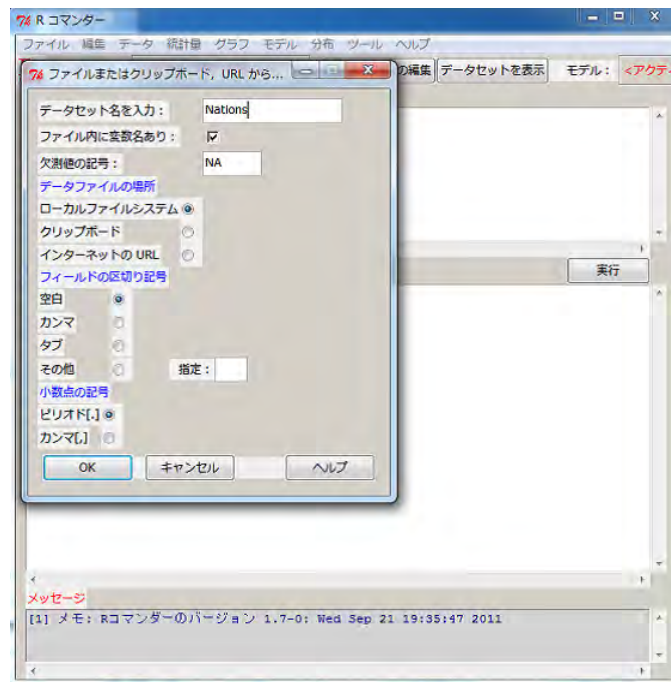 R コマンダー
ファイル 編集 データ 統計量 グラフ モデル 分布 ツール ヘルプ
ファイルまたはクリップボード, URL から...
の編集 データセットを表示 モデル: <アクテ
データセット名を入力: Nations
ファイル内に変数名あり:
欠測値の記号: NA
データファイルの場所
ローカルファイルシステム
クリップボード
インターネットの URL
フィールドの区切り記号
実行
空白
カンマ
タブ
その他 指定:
小数点の記号
ピリオド[.]
カンマ[,]
OK キャンセル ヘルプ
メッセージ
[1] メモ: Rコマンダーのバージョン 1.7-0: Wed Sep 21 19:35:47 2011